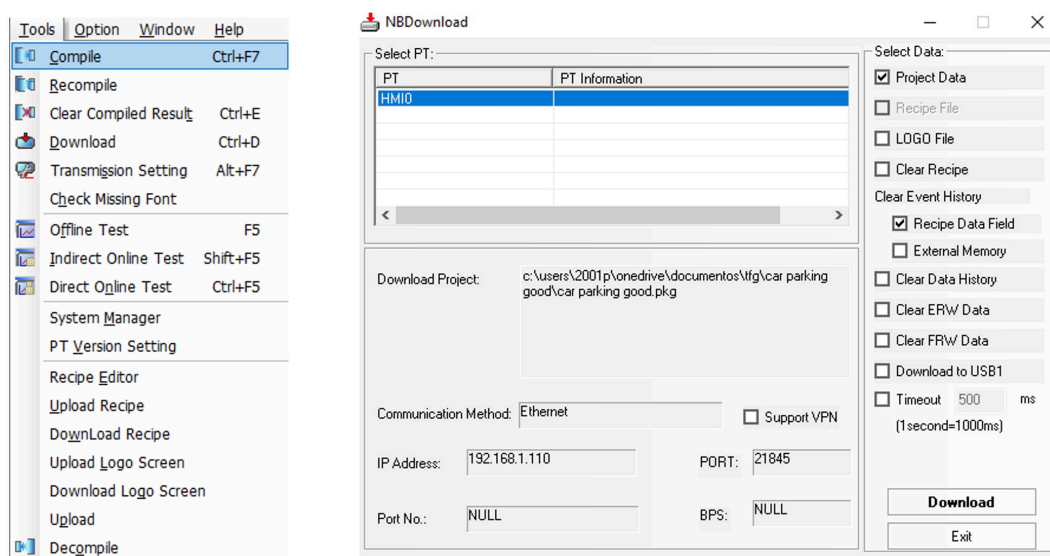 Tools Option Window Help
Compile Ctrl+F7
Recompile
Clear Compiled Result Ctrl+E
Download Ctrl+D
Transmission Setting Alt+F7
Check Missing Font
Offline Test F5
Indirect Online Test Shift+F5
Direct Online Test Ctrl+F5
System Manager
PT Version Setting
Recipe Editor
Upload Recipe
DownLoad Recipe
Upload Logo Screen
Download Logo Screen
Upload
Decompile
NBDownload
Select PT:
PT PT Information
HMI0
Download Project: c:\users\2001p\onedrive\documentos\tfg\car parking
good\car parking good.pkg
Communication Method: Ethernet Support VPN
IP Address: 192.168.1.110 PORT: 21845
Port No.: NULL BPS: NULL
Select Data:
Project Data
Recipe File
LOGO File
Clear Recipe
Clear Event History
Recipe Data Field
External Memory
Clear Data History
Clear ERW Data
Clear FRW Data
Download to USB1
Timeout 500 ms
(1second=1000ms)
Download
Exit